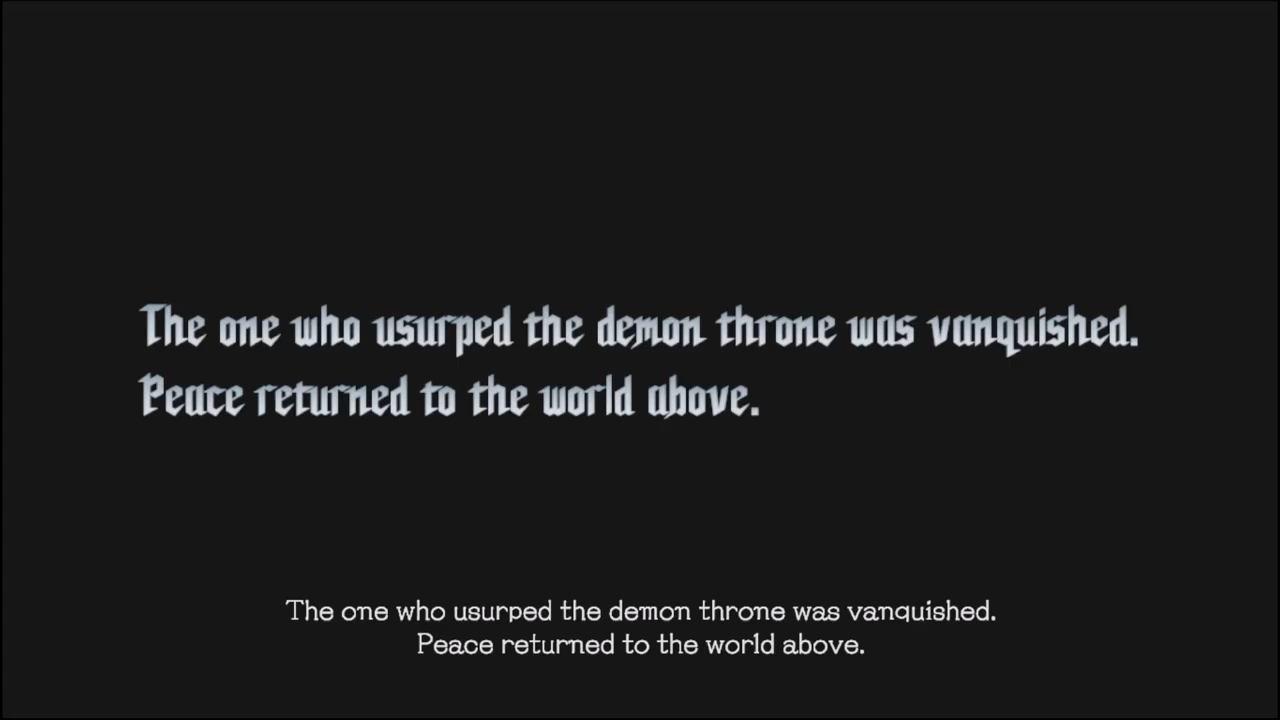 The one who usurped the demon throne was vanquished.
Peace returned to the world above.
The one who usurped the demon throne was vanquished.
Peace returned to the world above.